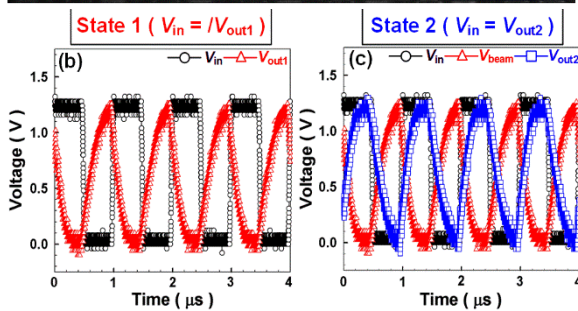 State 1 ( Vin = /Vout1)
State 2 ( Vin = Vout2)
(b)
Vin
Vout1
(c)
Vin
Vbeam
Vout2
1.5
1.0
0.5
0.0
Voltage (V)
0 1 2 3 4
Time ( μs )
1.5
1.0
0.5
0.0
Voltage (V)
0 1 2 3 4
Time ( μs )